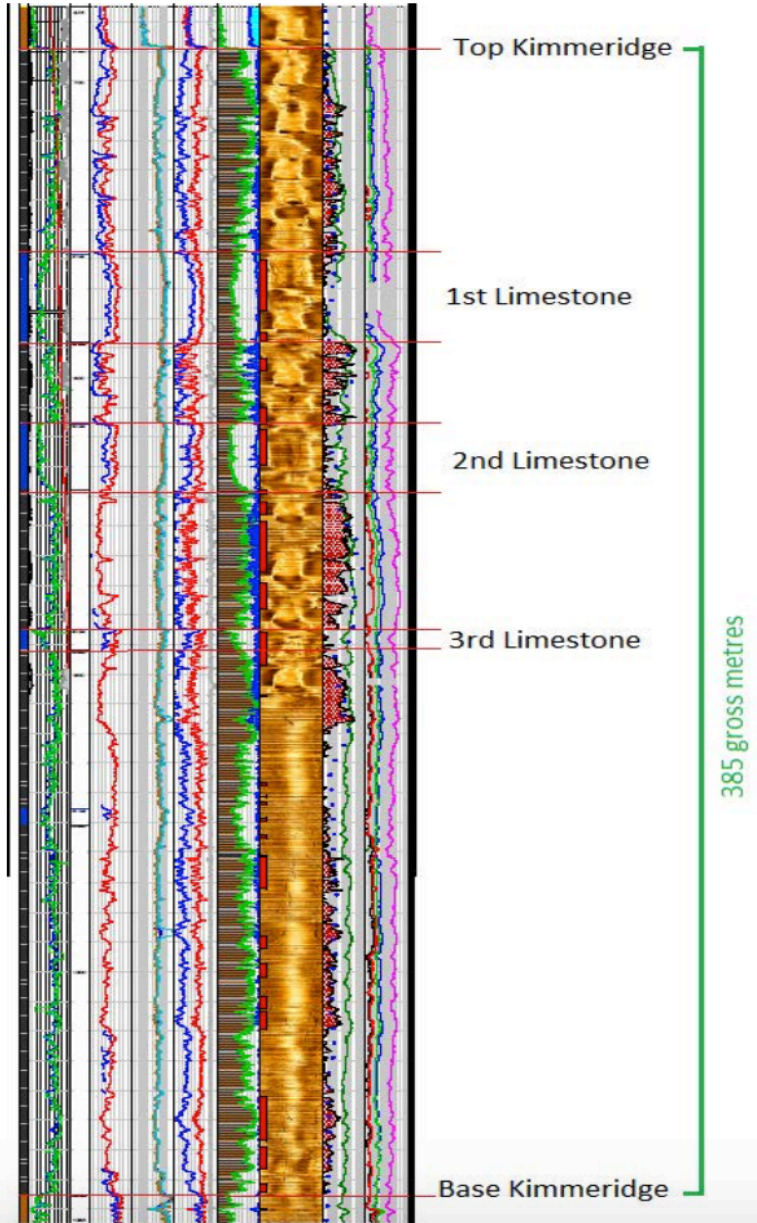 Top Kimmeridge
1st Limestone
2nd Limestone
3rd Limestone
385 gross metres
Base Kimmeridge